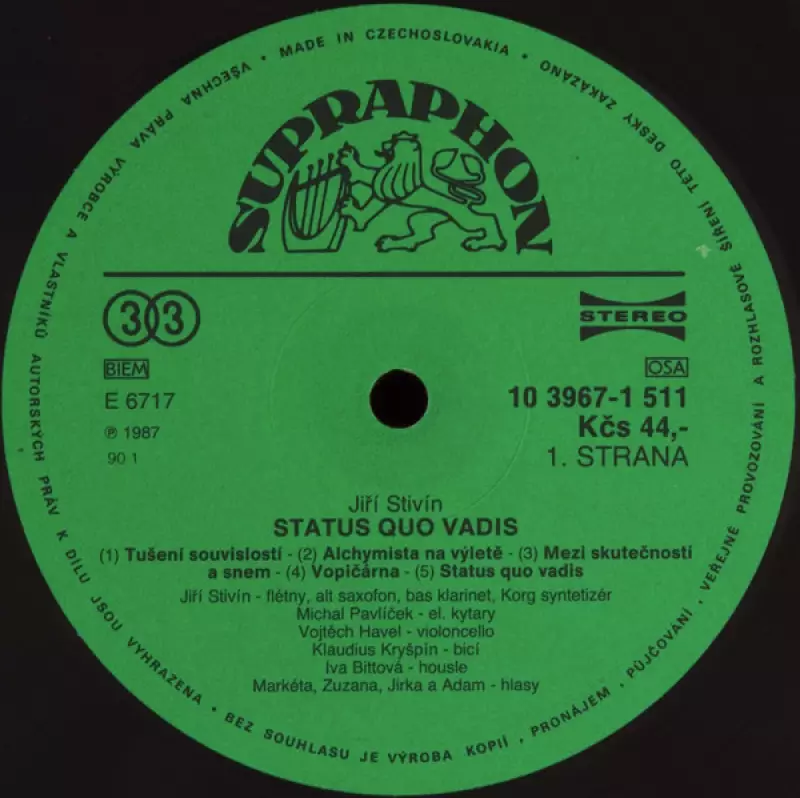 • MADE IN CZECHOSLOVAKIA •
VŠECHNA PRÁVA VÝROBCE A VLASTNÍKŮ AUTORSKÝCH PRÁV K DÍLU JSOU VYHRAZENA • BEZ SOUHLASU JE VÝROBA KOPIÍ, PRONÁJEM, PŮJČOVÁNÍ, VEŘEJNÉ PROVOZOVÁNÍ A ROZHLASOVÉ ŠÍŘENÍ TÉTO DESKY ZAKÁZÁNO
SUPRAPHON
33
STEREO
BIEM
OSA
E 6717
10 3967-1 511
℗ 1987
Kčs 44,-
90 1
1. STRANA
Jiří Stivín
STATUS QUO VADIS
(1) Tušení souvislostí - (2) Alchymista na výletě - (3) Mezi skutečností
a snem - (4) Vopičárna - (5) Status quo vadis
Jiří Stivín - flétny, alt saxofon, bas klarinet, Korg syntetizér
Michal Pavlíček - el. kytary
Vojtěch Havel - violoncello
Klaudius Kryšpín - bicí
Iva Bittová - housle
Markéta, Zuzana, Jirka a Adam - hlasy